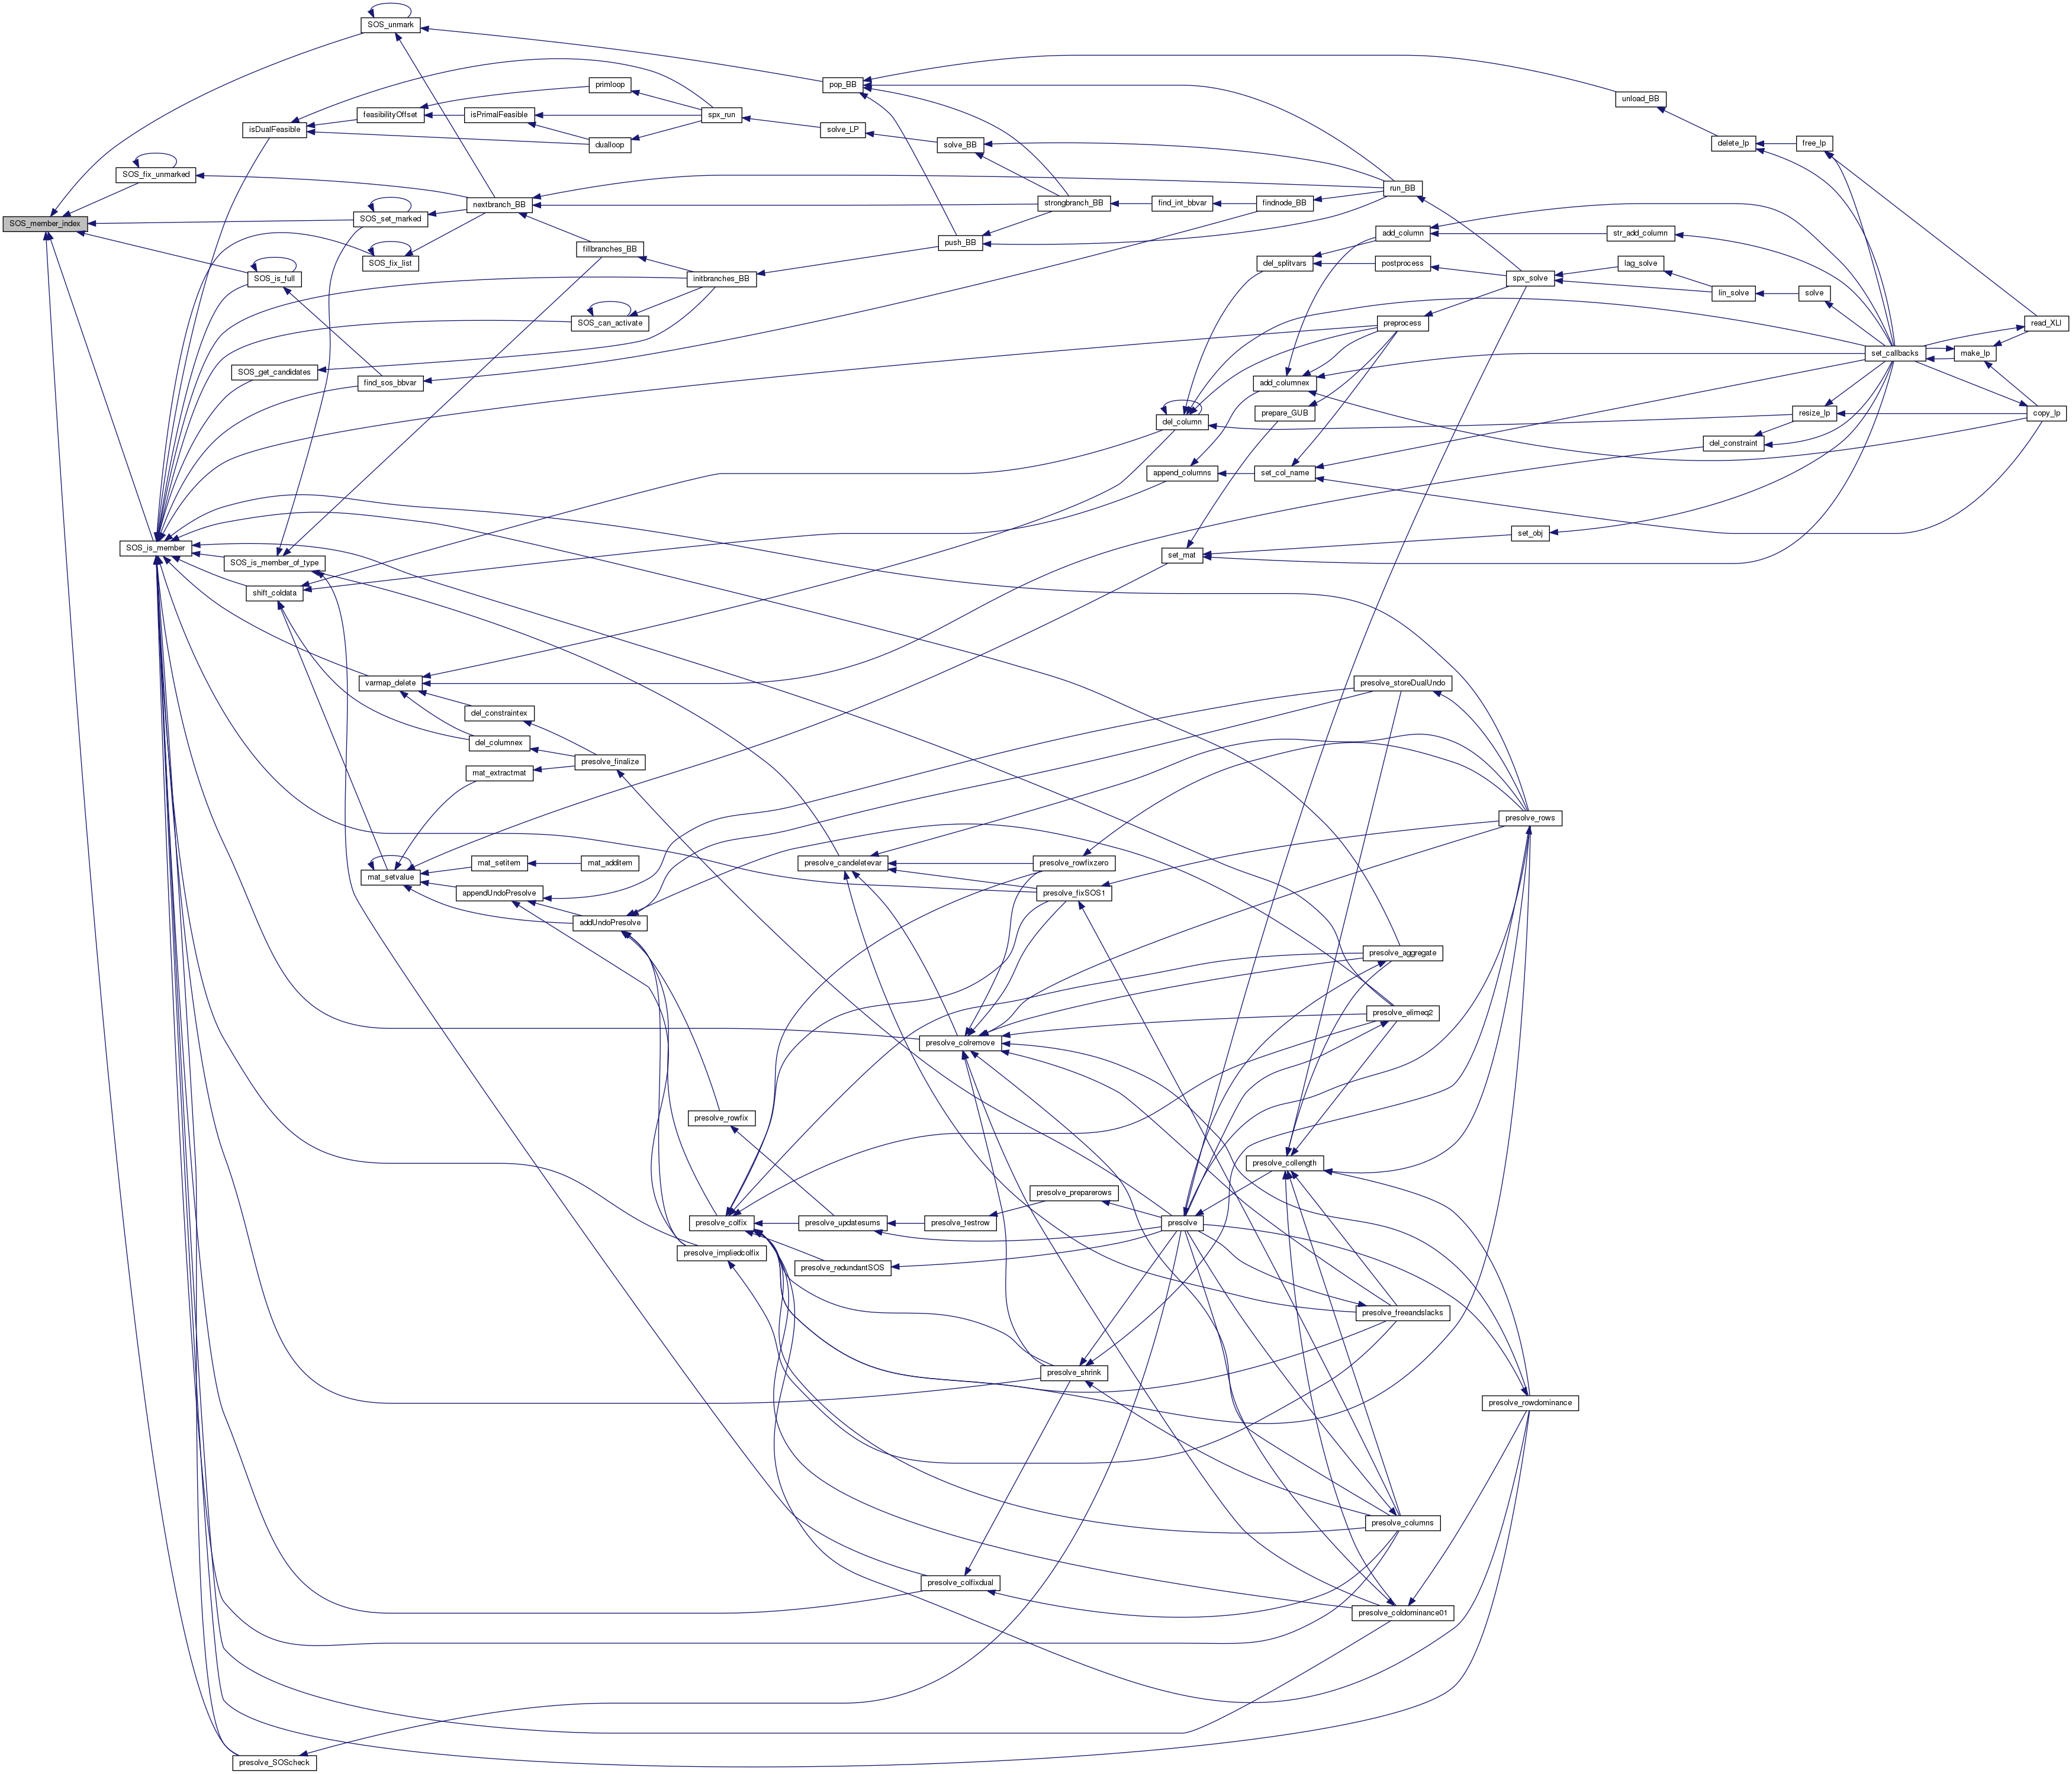 SOS_unmark
pop_BB
primloop
unload_BB
feasibilityOffset
isPrimalFeasible
spx_run
isDualFeasible
solve_LP
dualloop
solve_BB
delete_lp
free_lp
SOS_fix_unmarked
run_BB
nextbranch_BB
strongbranch_BB
find_int_bbvar
findnode_BB
SOS_member_index
SOS_set_marked
add_column
str_add_column
push_BB
fillbranches_BB
SOS_fix_list
del_splitvars
postprocess
lag_solve
SOS_is_full
initbranches_BB
spx_solve
lin_solve
solve
SOS_can_activate
preprocess
read_XLI
set_callbacks
make_lp
SOS_get_candidates
find_sos_bbvar
add_columnex
prepare_GUB
resize_lp
copy_lp
del_column
del_constraint
append_columns
set_col_name
set_obj
SOS_is_member
SOS_is_member_of_type
set_mat
shift_coldata
varmap_delete
presolve_storeDualUndo
del_constraintex
del_columnex
presolve_finalize
mat_extractmat
presolve_rows
mat_setitem
mat_additem
presolve_candeletevar
presolve_rowfixzero
mat_setvalue
appendUndoPresolve
presolve_fixSOS1
addUndoPresolve
presolve_aggregate
presolve_elimeq2
presolve_colremove
presolve_rowfix
presolve_collength
presolve_preparerows
presolve_colfix
presolve_updatesums
presolve_testrow
presolve
presolve_impliedcolfix
presolve_redundantSOS
presolve_freeandslacks
presolve_shrink
presolve_rowdominance
presolve_columns
presolve_colfixdual
presolve_coldominance01
presolve_SOScheck